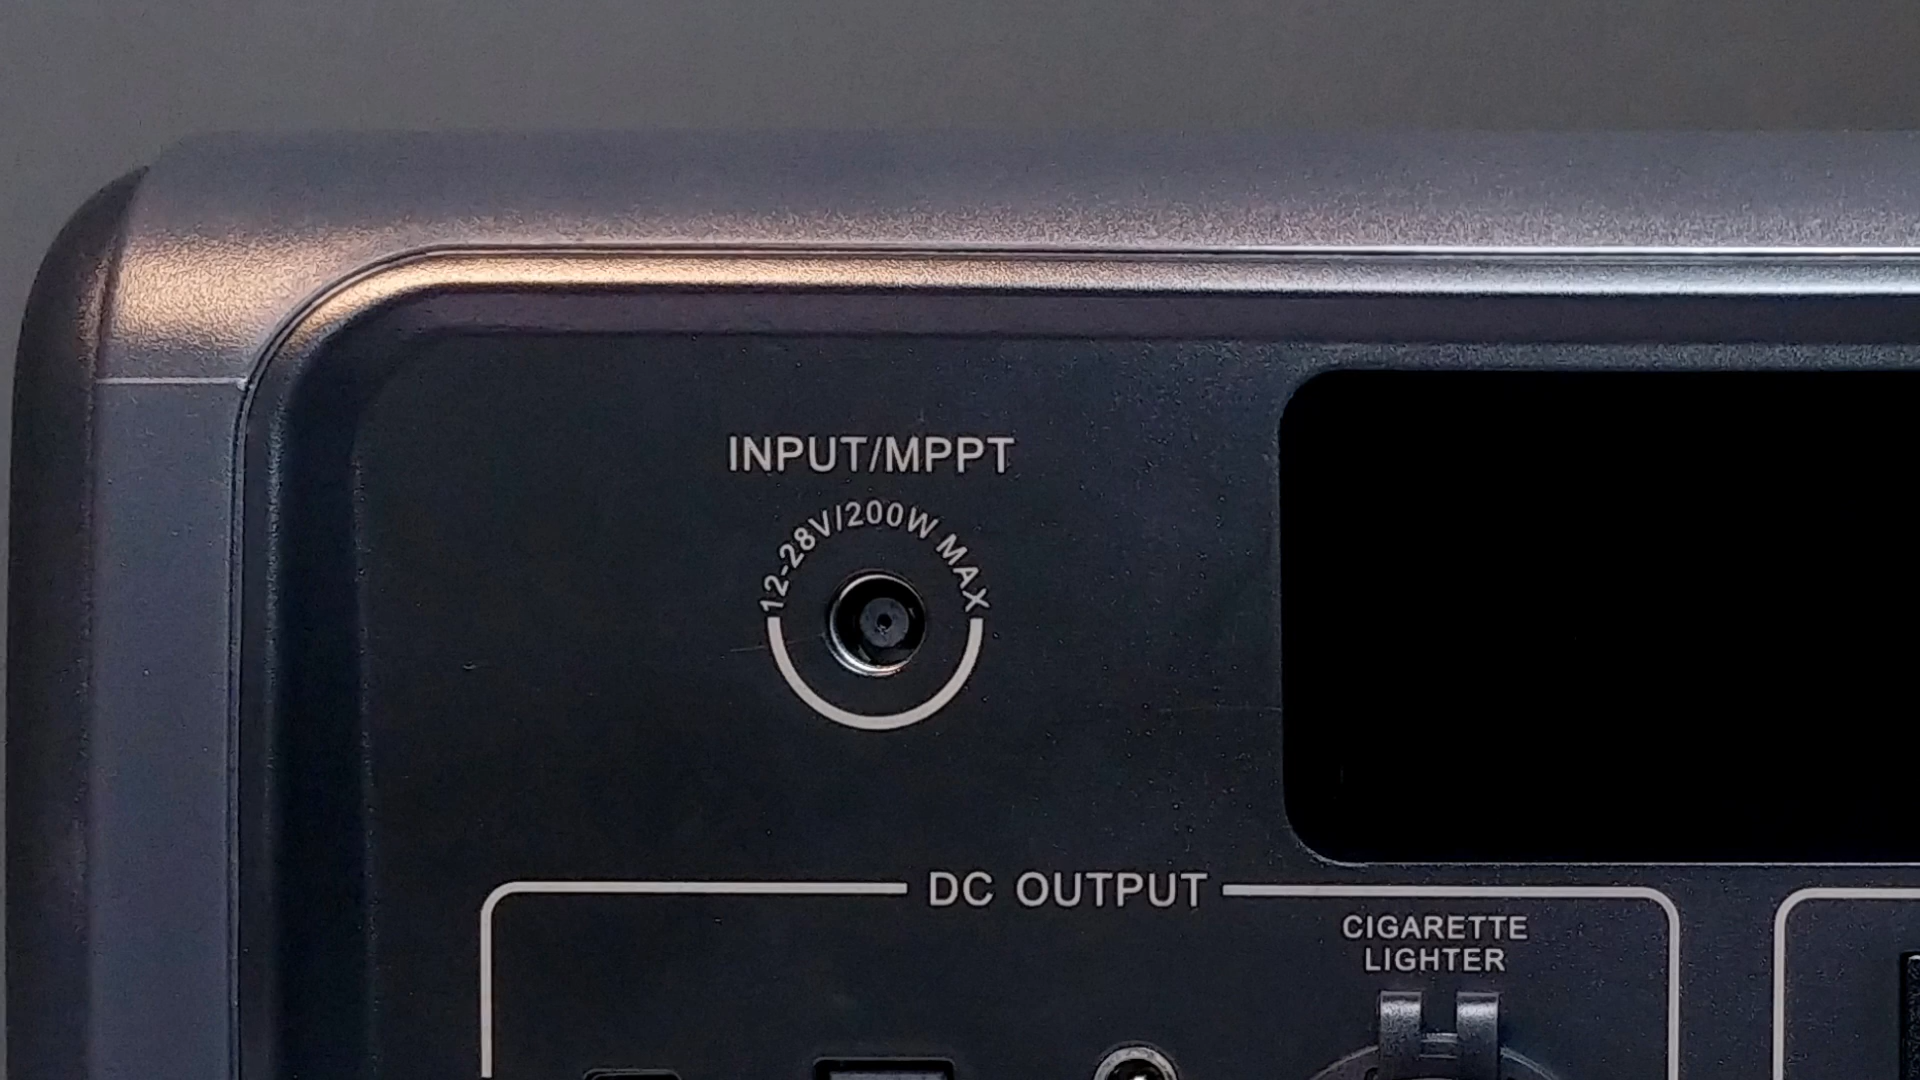 INPUT/MPPT
12-28V/200W MAX
DC OUTPUT
CIGARETTE
LIGHTER